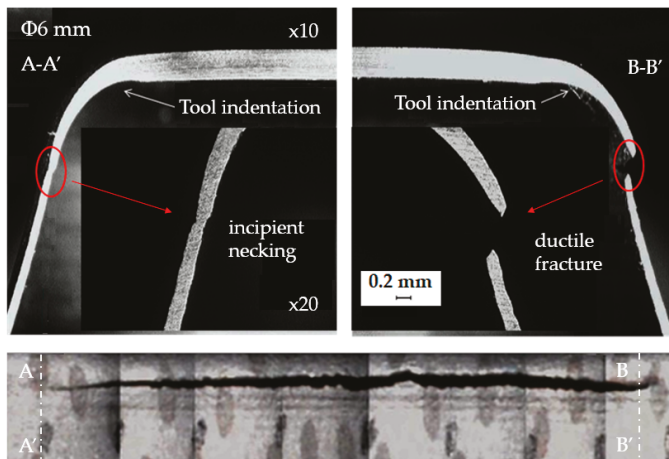 Φ6 mm
x10
A-A'
Tool indentation
incipient
necking
x20
B-B'
Tool indentation
ductile
fracture
0.2 mm
A
B
A'
B'